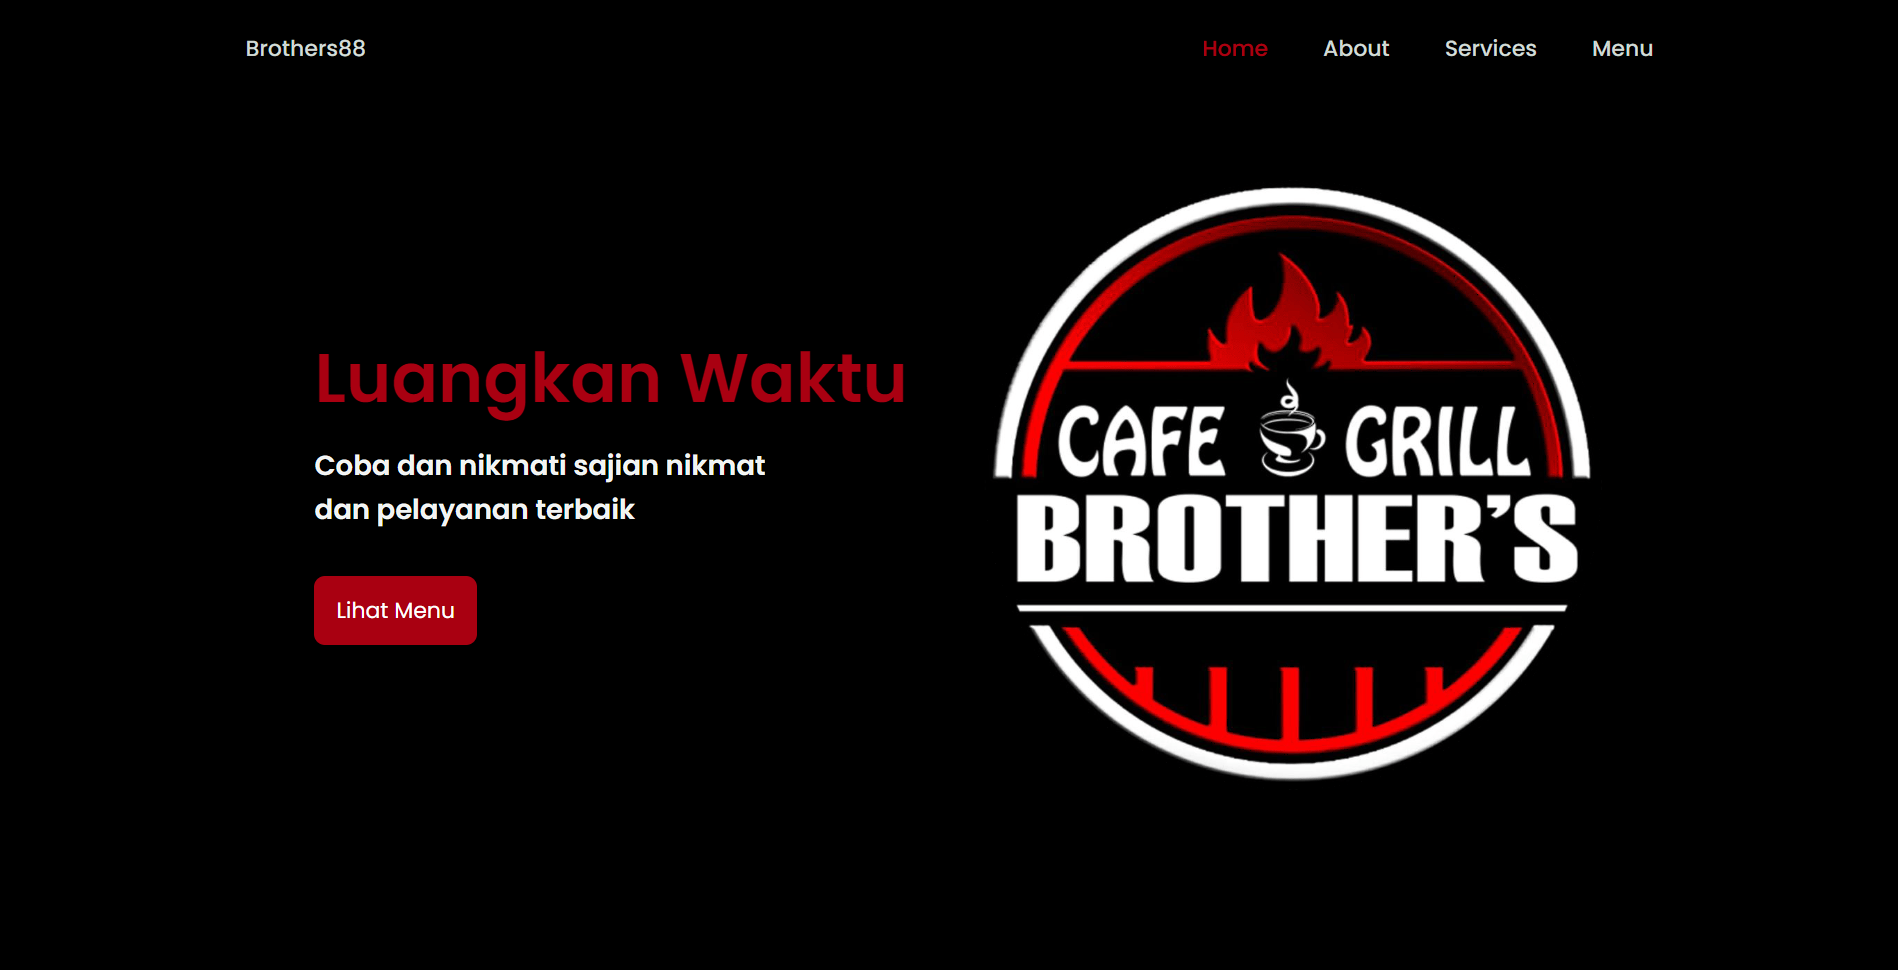 Brothers88
Home About Services Menu
Luangkan Waktu
Coba dan nikmati sajian nikmat
dan pelayanan terbaik
Lihat Menu
CAFE GRILL
BROTHER'S